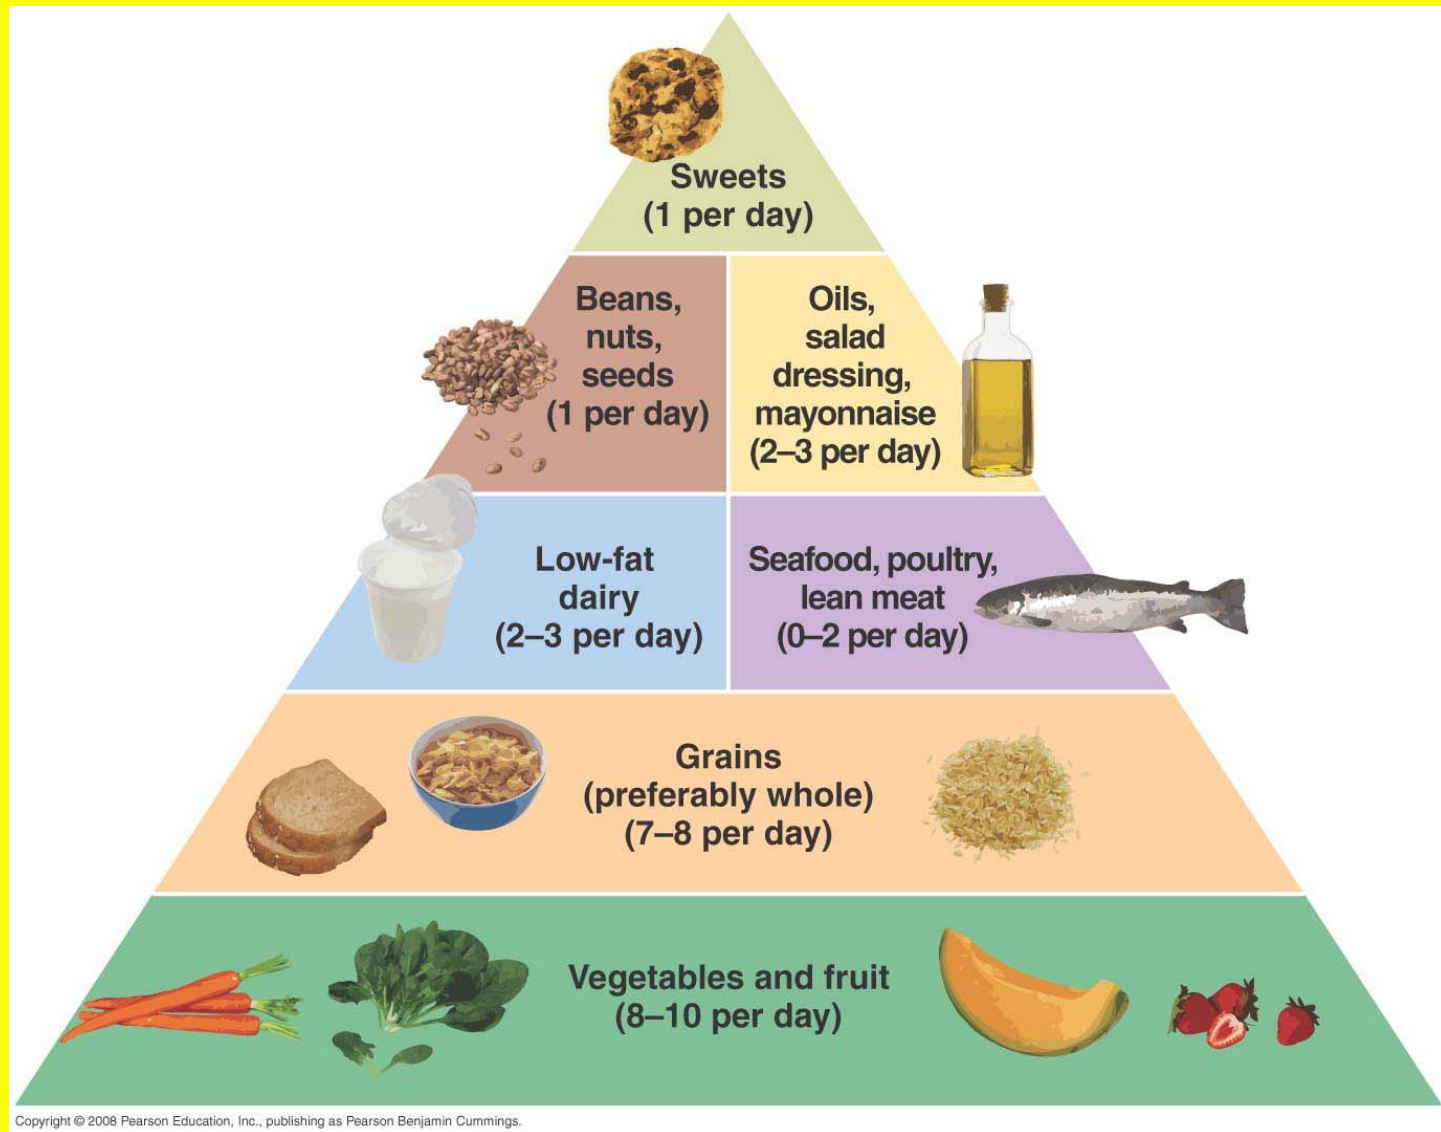 Sweets
(1 per day)
Beans,
nuts,
seeds
(1 per day)
Oils,
salad
dressing,
mayonnaise
(2–3 per day)
Low-fat
dairy
(2–3 per day)
Seafood, poultry,
lean meat
(0–2 per day)
Grains
(preferably whole)
(7–8 per day)
Vegetables and fruit
(8–10 per day)
Copyright © 2008 Pearson Education, Inc., publishing as Pearson Benjamin Cummings.